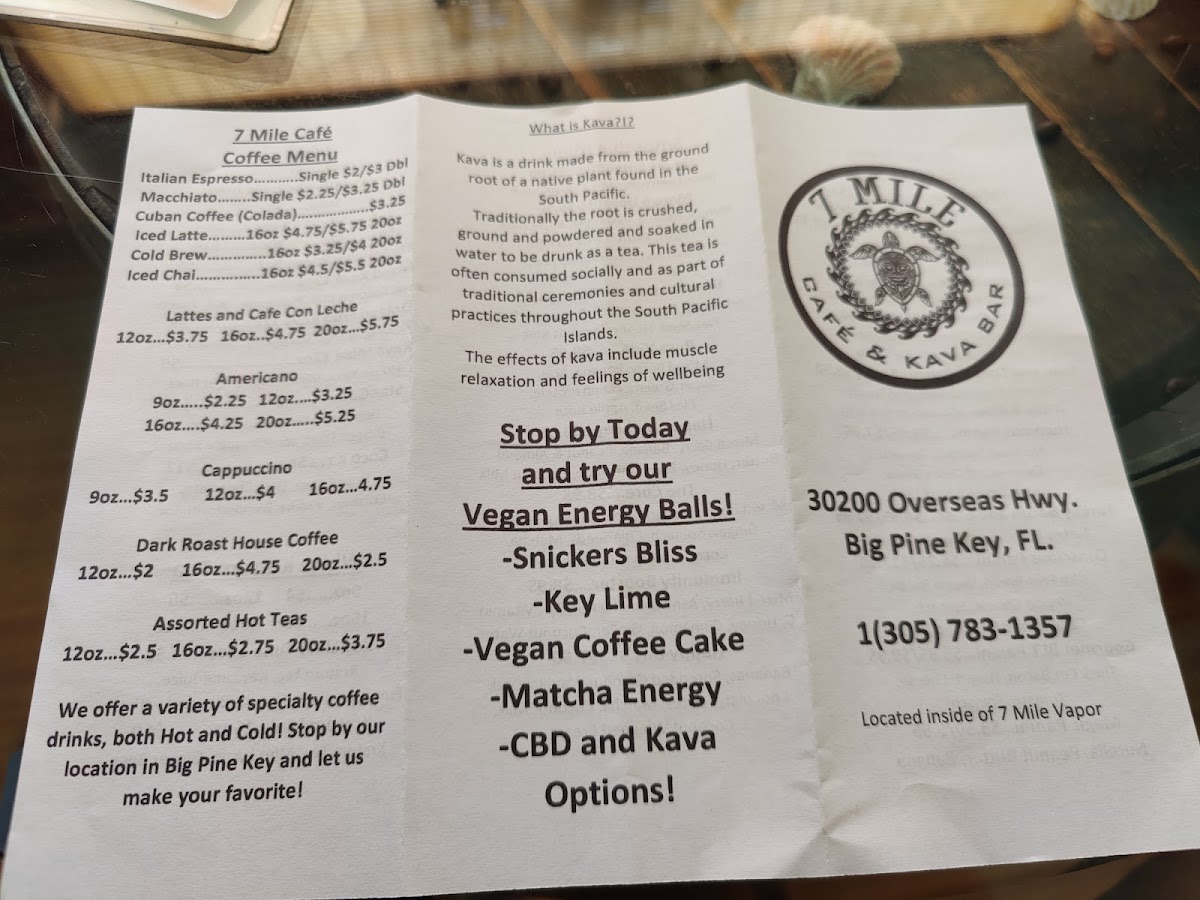 7 Mile Café
Coffee Menu
Italian Espresso...........Single $2/$3 Dbl
Macchiato........Single $2.25/$3.25 Dbl
Cuban Coffee (Colada)..................$3.25
Iced Latte.........16oz $4.75/$5.75 20oz
Cold Brew..............16oz $3.25/$4 20oz
Iced Chai...............16oz $4.5/$5.5 20oz
Lattes and Cafe Con Leche
12oz...$3.75 16oz..$4.75 20oz...$5.75
Americano
9oz.....$2.25 12oz....$3.25
16oz....$4.25 20oz.....$5.25
Cappuccino
9oz...$3.5 12oz...$4 16oz...4.75
Dark Roast House Coffee
12oz...$2 16oz...$4.75 20oz...$2.5
Assorted Hot Teas
12oz...$2.5 16oz...$2.75 20oz...$3.75
We offer a variety of specialty coffee
drinks, both Hot and Cold! Stop by our
location in Big Pine Key and let us
make your favorite!
What is Kava?!?
Kava is a drink made from the ground
root of a native plant found in the
South Pacific.
Traditionally the root is crushed,
ground and powdered and soaked in
water to be drunk as a tea. This tea is
often consumed socially and as part of
traditional ceremonies and cultural
practices throughout the South Pacific
Islands.
The effects of kava include muscle
relaxation and feelings of wellbeing
Stop by Today
and try our
Vegan Energy Balls!
-Snickers Bliss
-Key Lime
-Vegan Coffee Cake
-Matcha Energy
-CBD and Kava
Options!
7 MILE
CAFÉ & KAVA BAR
30200 Overseas Hwy.
Big Pine Key, FL.
1(305) 783-1357
Located inside of 7 Mile Vapor